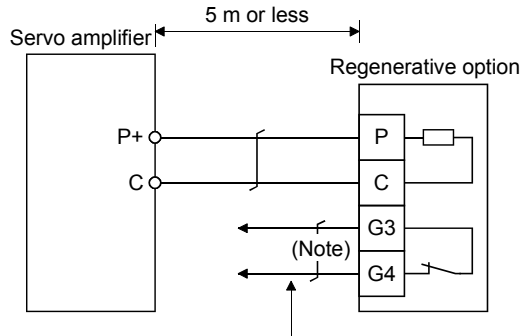 5 m or less
Servo amplifier
Regenerative option
P+
P
C
C
G3
(Note)
G4